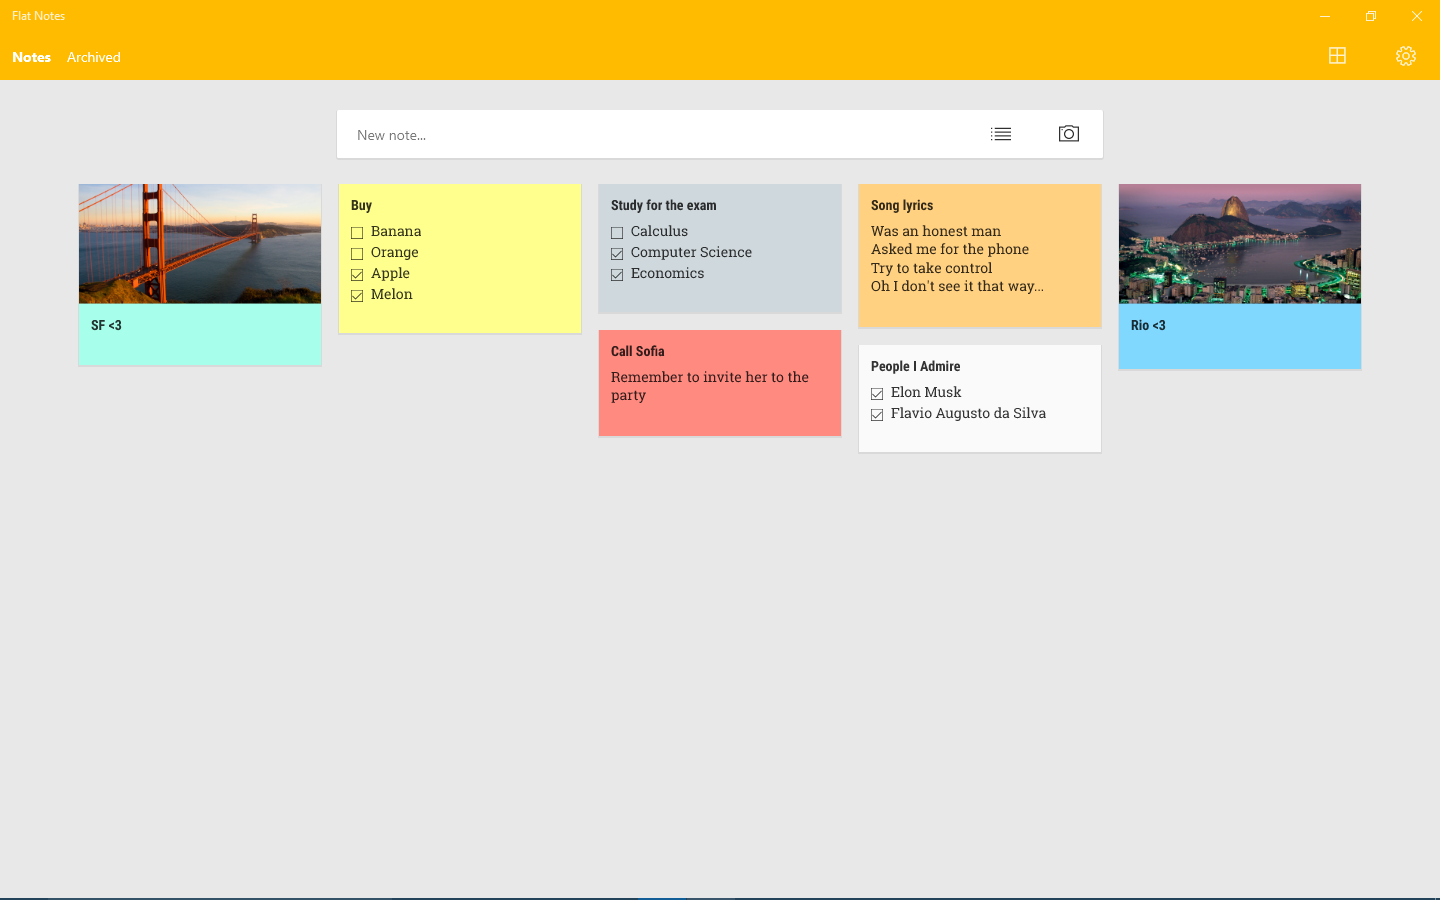 Flat Notes
Notes
Archived
New note...
SF <3
Buy
Banana
Orange
Apple
Melon
Study for the exam
Calculus
Computer Science
Economics
Call Sofia
Remember to invite her to the
party
Song lyrics
Was an honest man
Asked me for the phone
Try to take control
Oh I don't see it that way...
People I Admire
Elon Musk
Flavio Augusto da Silva
Rio <3